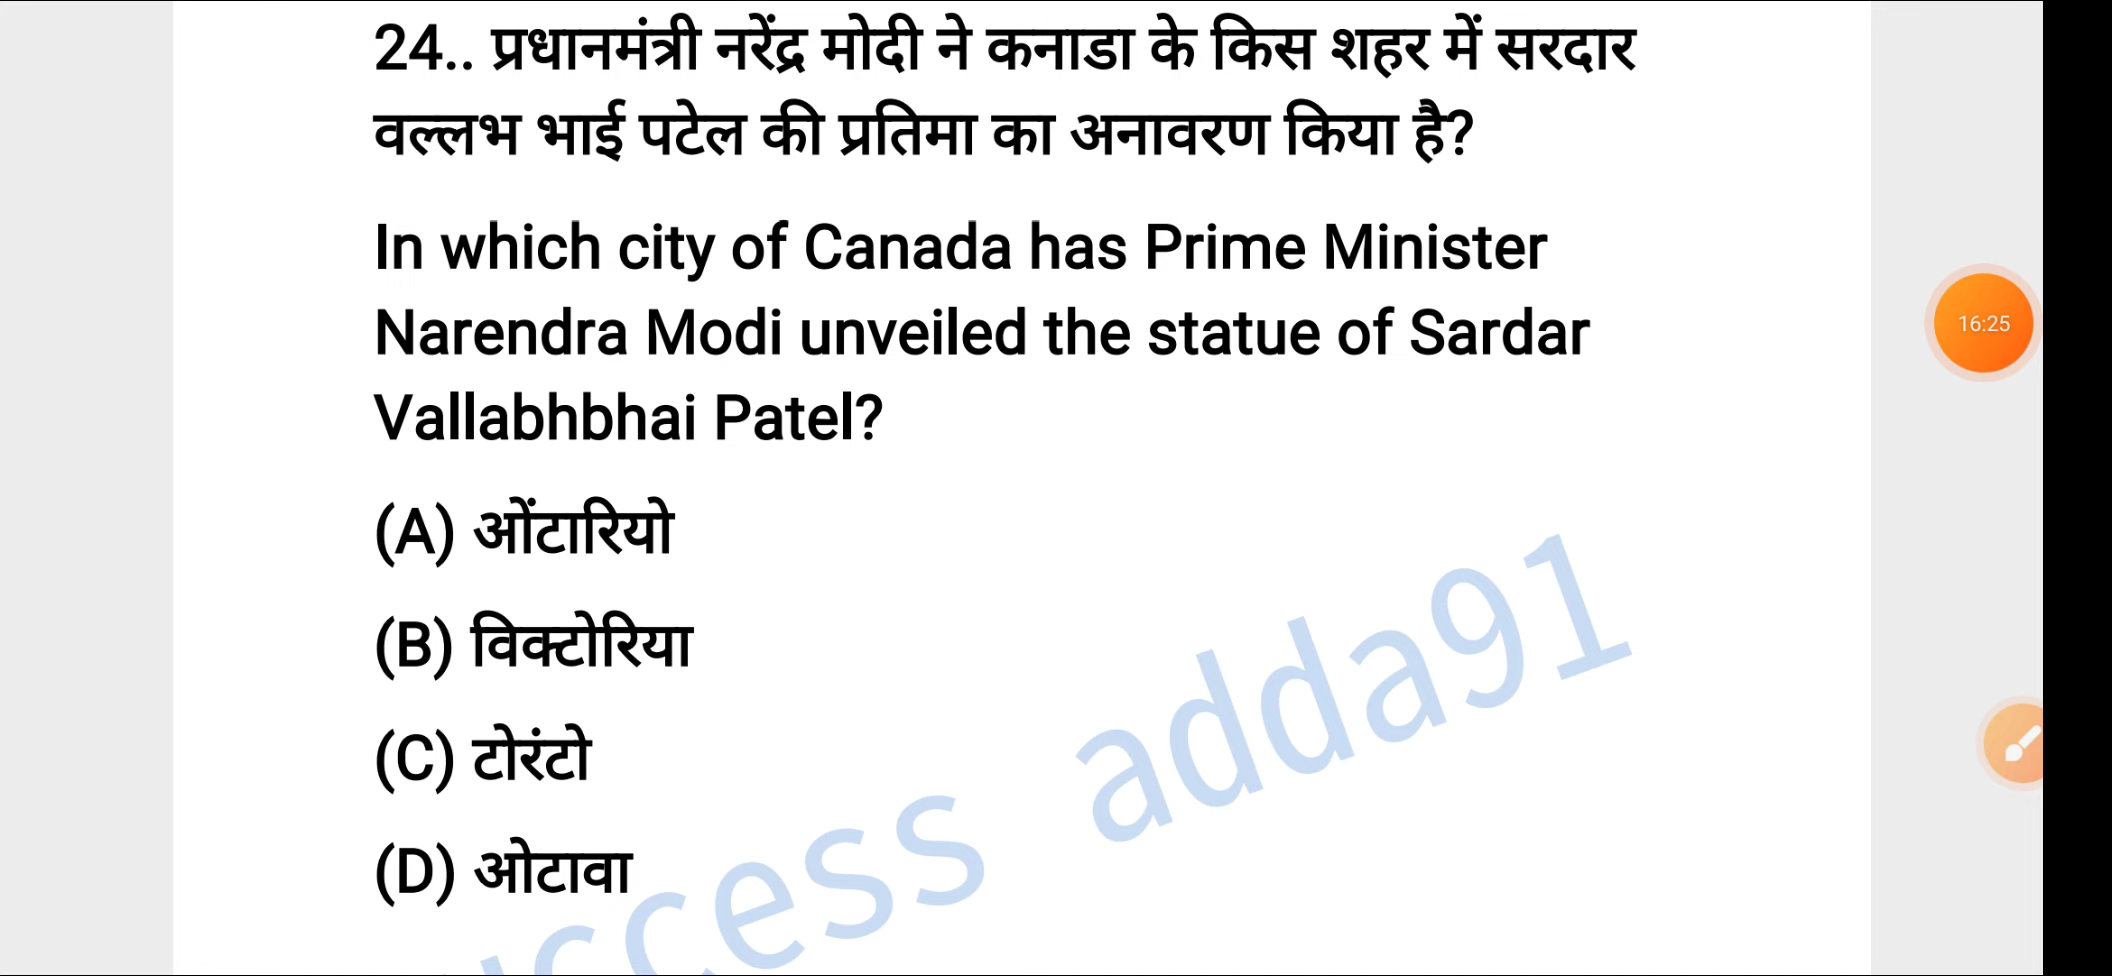 24.. प्रधानमंत्री नरेंद्र मोदी ने कनाडा के किस शहर में सरदार
वल्लभ भाई पटेल की प्रतिमा का अनावरण किया है?
In which city of Canada has Prime Minister
Narendra Modi unveiled the statue of Sardar
16:25
Vallabhbhai Patel?
(A) ओंटारियो
(B) विक्टोरिया
(C) टोरंटो
(D) ओटावा
uccess adda91